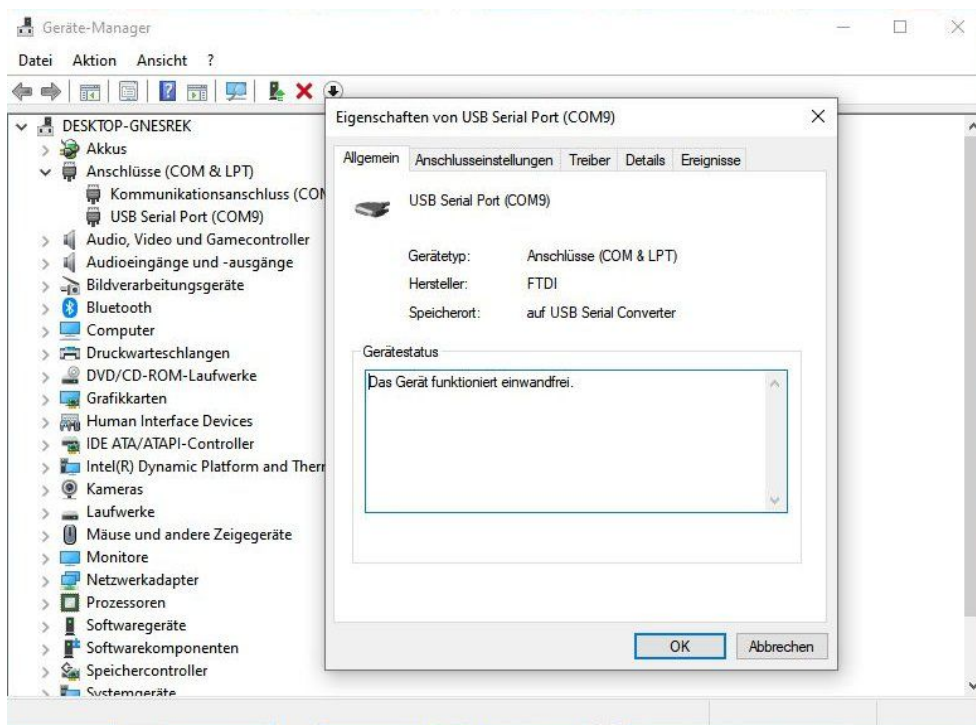 Geräte-Manager
Datei Aktion Ansicht ?
DESKTOP-GNESREK
Akkus
Anschlüsse (COM & LPT)
Kommunikationsanschluss (COM
USB Serial Port (COM9)
Audio, Video und Gamecontroller
Audioeingänge und -ausgänge
Bildverarbeitungsgeräte
Bluetooth
Computer
Druckwarteschlangen
DVD/CD-ROM-Laufwerke
Grafikkarten
Human Interface Devices
IDE ATA/ATAPI-Controller
Intel(R) Dynamic Platform and
Kameras
Laufwerke
Mäuse und andere Zeigegeräte
Monitore
Netzwerkadapter
Prozessoren
Softwaregeräte
Softwarekomponenten
Speichercontroller
Systemgeräte
Eigenschaften von USB Serial Port (COM9)
Allgemein Anschlusseinstellungen Treiber Details Ereignisse
USB Serial Port (COM9)
Gerätetyp: Anschlüsse (COM & LPT)
Hersteller: FTDI
Speicherort: auf USB Serial Converter
Gerätestatus
Das Gerät funktioniert einwandfrei.
OK Abbrechen